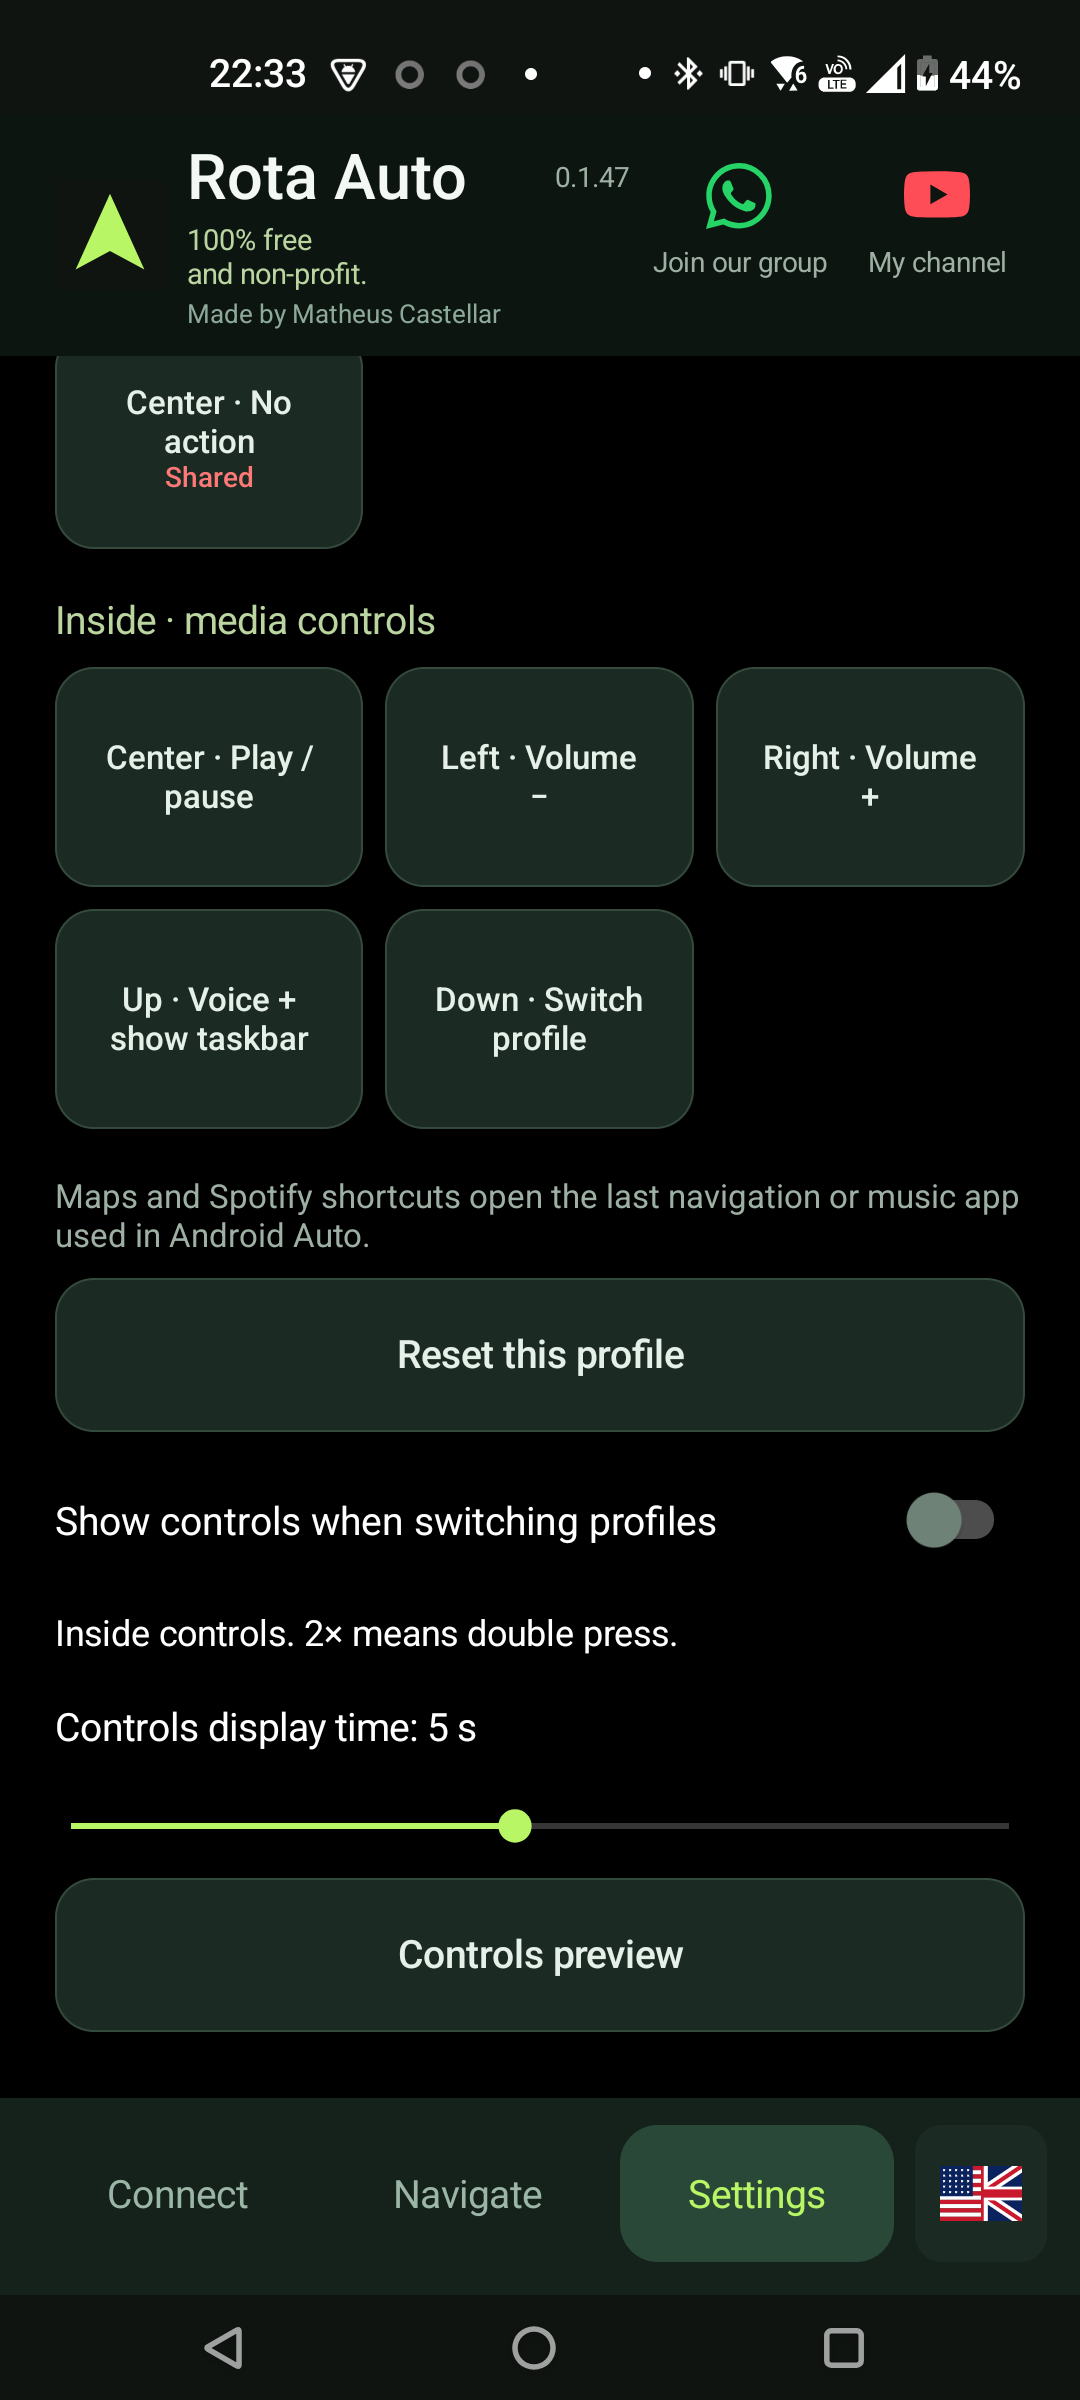 22:33
6
VO
LTE
44%
Rota Auto
0.1.47
100% free
and non-profit.
Made by Matheus Castellar
Join our group
My channel
Center · No
action
Shared
Inside · media controls
Center · Play /
pause
Left · Volume
−
Right · Volume
+
Up · Voice +
show taskbar
Down · Switch
profile
Maps and Spotify shortcuts open the last navigation or music app
used in Android Auto.
Reset this profile
Show controls when switching profiles
Inside controls. 2× means double press.
Controls display time: 5 s
Controls preview
Connect
Navigate
Settings